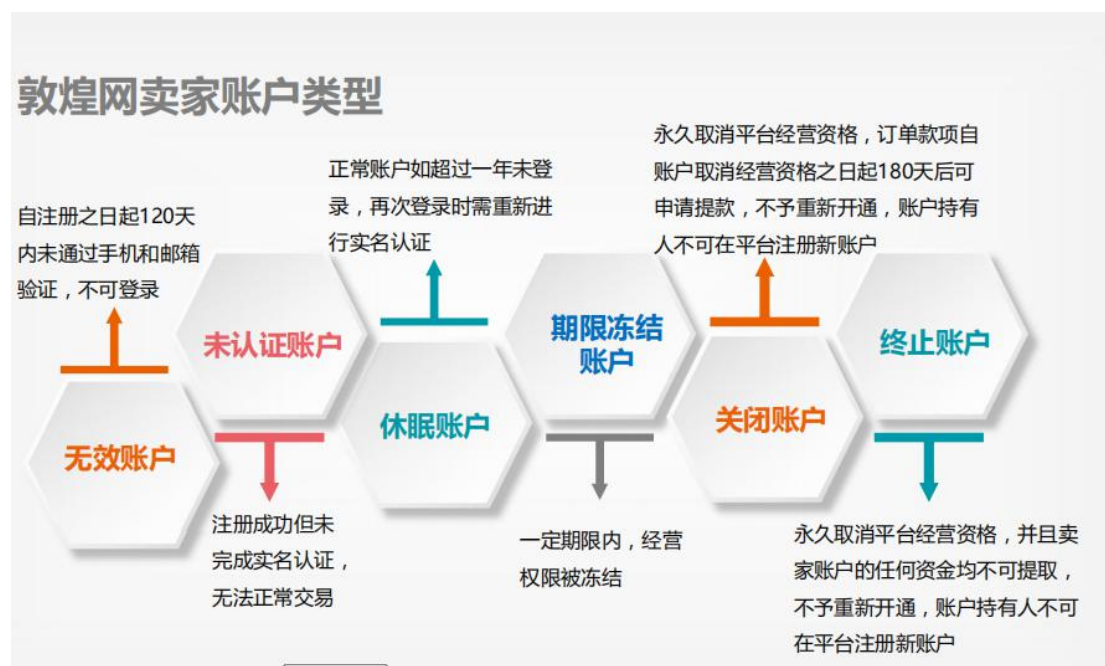 敦煌网卖家账户类型
自注册之日起120天
内未通过手机和邮箱
验证，不可登录
无效账户
未认证账户
注册成功但未
完成实名认证，
无法正常交易
正常账户如超过一年未登
录，再次登录时需重新进
行实名认证
休眠账户
期限冻结
账户
一定期限内，经营
权限被冻结
永久取消平台经营资格，订单款项自
账户取消经营资格之日起180天后可
申请提款，不予重新开通，账户持有
人不可在平台注册新账户
关闭账户
终止账户
永久取消平台经营资格，并且卖
家账户的任何资金均不可提取，
不予重新开通，账户持有人不可
在平台注册新账户